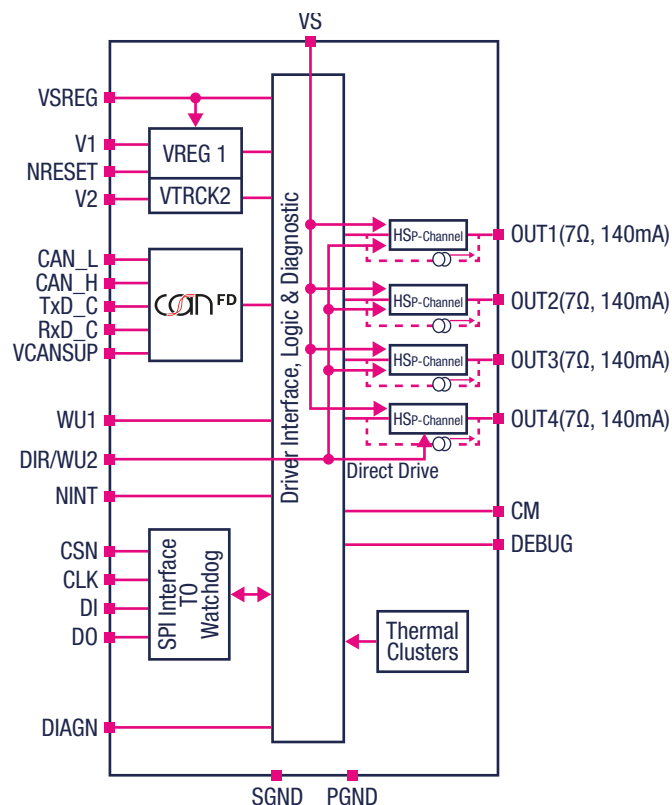 VS
VSREG
V1
NRESET
V2
VREG 1
VTRCK2
CAN_L
CAN_H
TxD_C
RxD_C
VCANSUP
CAN FD
WU1
DIR/WU2
NINT
CSN
CLK
DI
DO
SPI Interface
TO
Watchdog
DIAGN
Driver Interface, Logic & Diagnostic
HSP-Channel
OUT1(7Ω, 140mA)
HSP-Channel
OUT2(7Ω, 140mA)
HSP-Channel
OUT3(7Ω, 140mA)
HSP-Channel
OUT4(7Ω, 140mA)
Direct Drive
CM
DEBUG
Thermal
Clusters
SGND
PGND